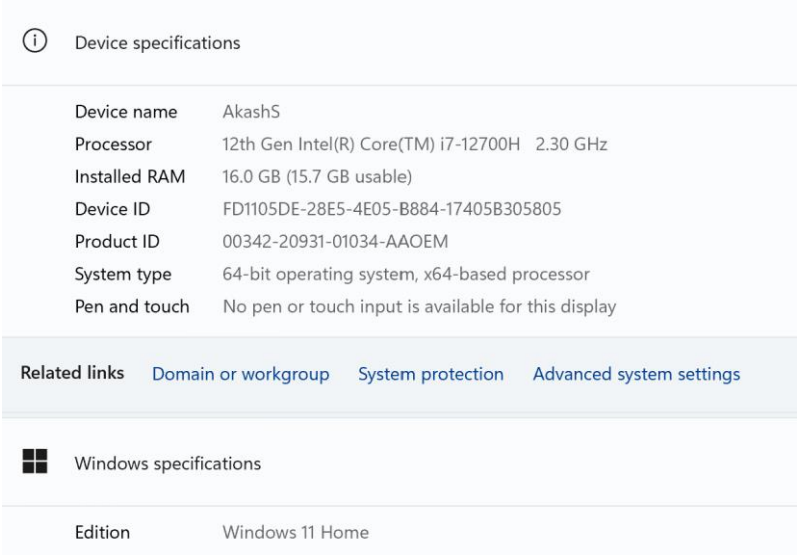 Device specifications
Device name AkashS
Processor 12th Gen Intel(R) Core(TM) i7-12700H 2.30 GHz
Installed RAM 16.0 GB (15.7 GB usable)
Device ID FD1105DE-28E5-4E05-B884-17405B305805
Product ID 00342-20931-01034-AAOEM
System type 64-bit operating system, x64-based processor
Pen and touch No pen or touch input is available for this display
Related links Domain or workgroup System protection Advanced system settings
Windows specifications
Edition Windows 11 Home